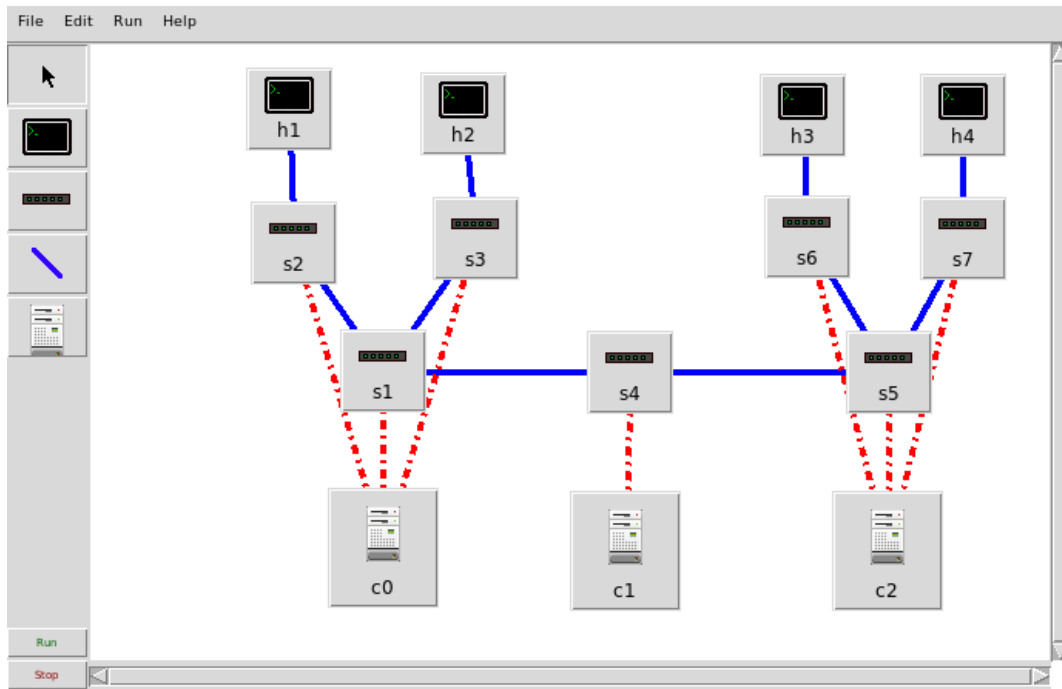 File Edit Run Help
h1 h2 h3 h4
s2 s3 s6 s7
s1 s4 s5
c0 c1 c2
Run
Stop